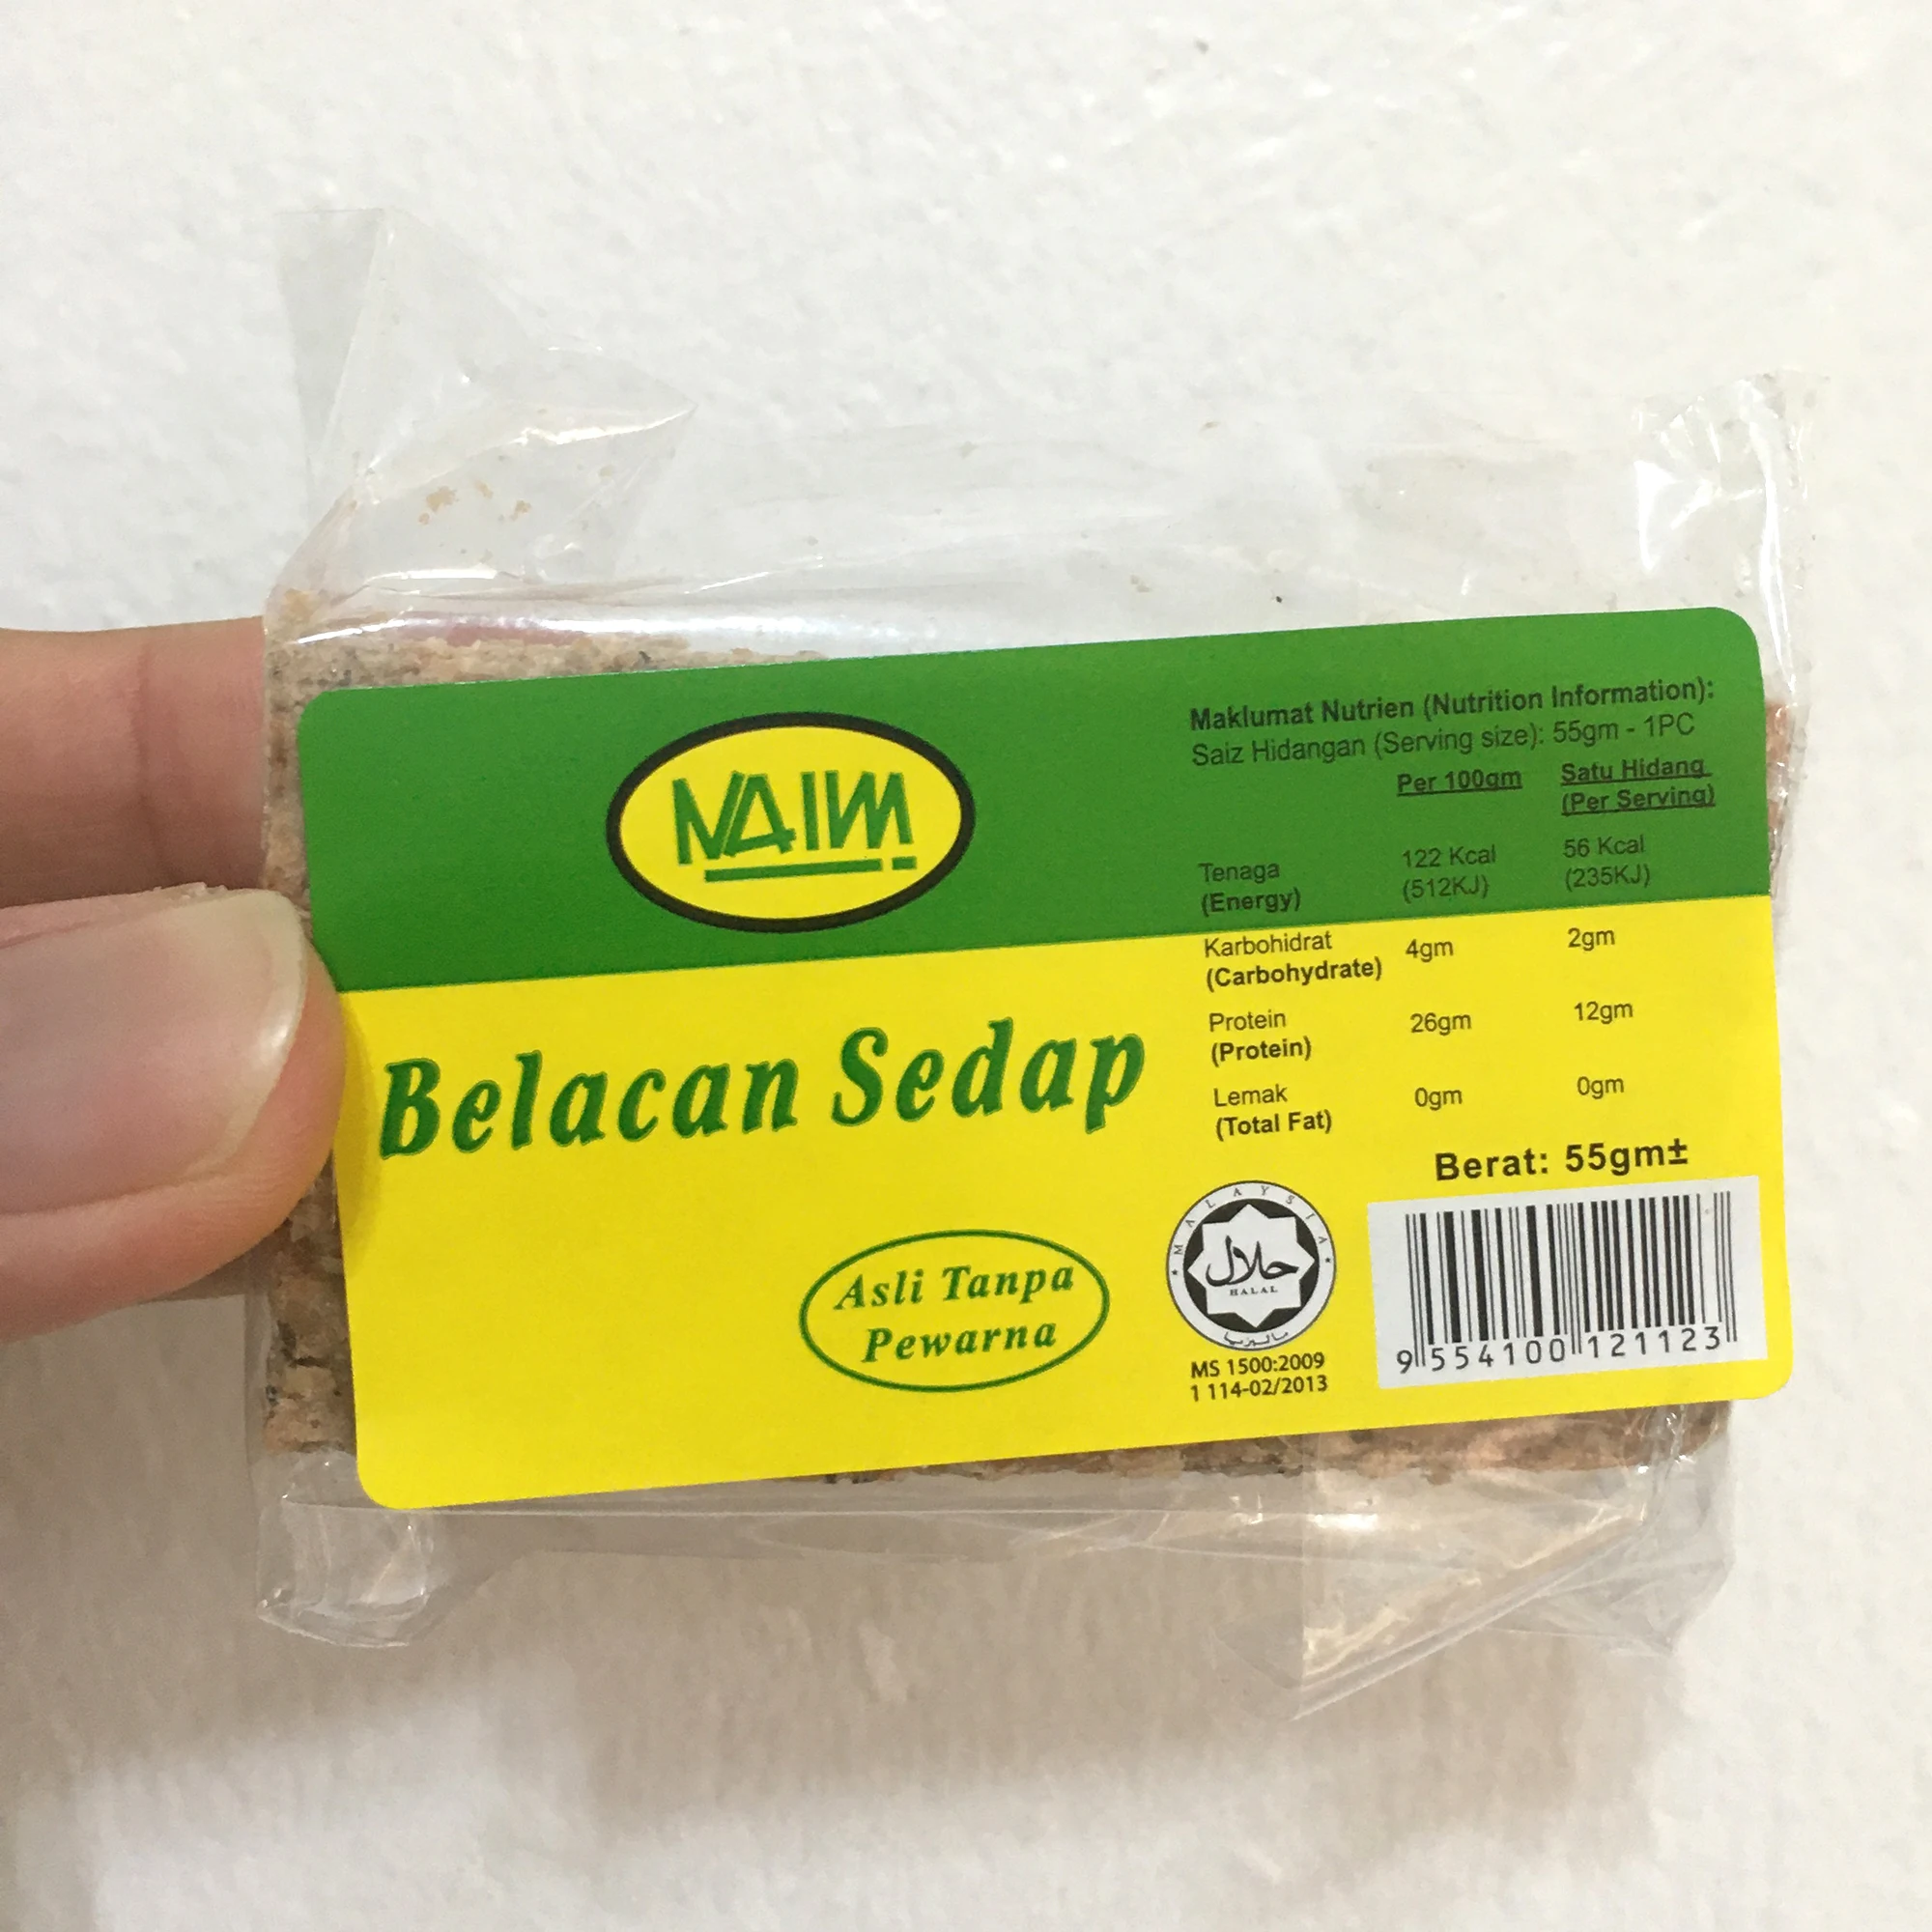 NAIM
Belacan Sedap
Asli Tanpa
Pewarna
Maklumat Nutrien (Nutrition Information):
Saiz Hidangan (Serving size): 55gm - 1PC
Per 100gm Satu Hidang
(Per Serving)
Tenaga 122 Kcal 56 Kcal
(Energy) (512KJ) (235KJ)
Karbohidrat 4gm 2gm
(Carbohydrate)
Protein 26gm 12gm
(Protein)
Lemak 0gm 0gm
(Total Fat)
Berat: 55gm±
MALAYSIA
حلال
HALAL
ماليزيا
MS 1500:2009
1 114-02/2013
9 554100 121123